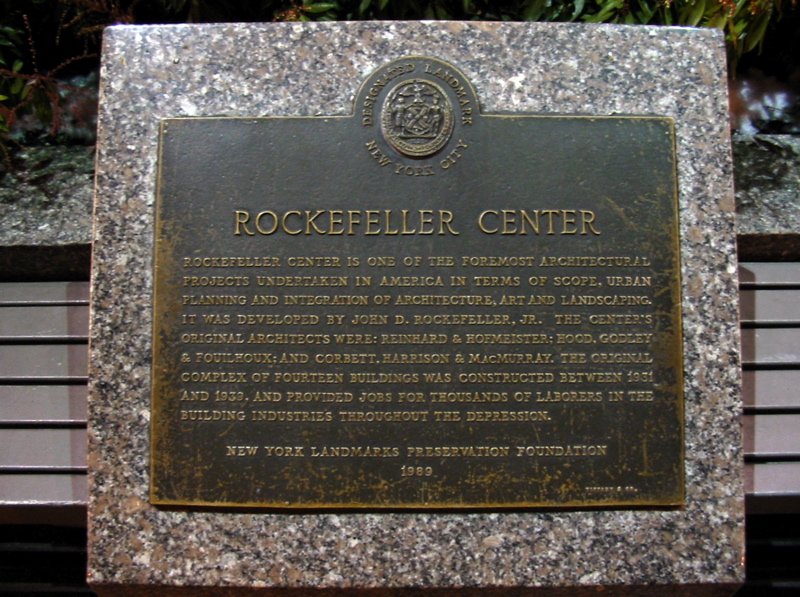 DESIGNATED LANDMARK
NEW YORK CITY
ROCKEFELLER CENTER
ROCKEFELLER CENTER IS ONE OF THE FOREMOST ARCHITECTURAL
PROJECTS UNDERTAKEN IN AMERICA IN TERMS OF SCOPE, URBAN
PLANNING AND INTEGRATION OF ARCHITECTURE, ART AND LANDSCAPING.
IT WAS DEVELOPED BY JOHN D. ROCKEFELLER, JR. THE CENTER'S
ORIGINAL ARCHITECTS WERE: REINHARD & HOFMEISTER; HOOD, GODLEY
& FOUILHOUX; AND CORBETT, HARRISON & MACMURRAY. THE ORIGINAL
COMPLEX OF FOURTEEN BUILDINGS WAS CONSTRUCTED BETWEEN 1931
AND 1939, AND PROVIDED JOBS FOR THOUSANDS OF LABORERS IN THE
BUILDING INDUSTRIES THROUGHOUT THE DEPRESSION.
NEW YORK LANDMARKS PRESERVATION FOUNDATION
1989
TIFFANY & CO.